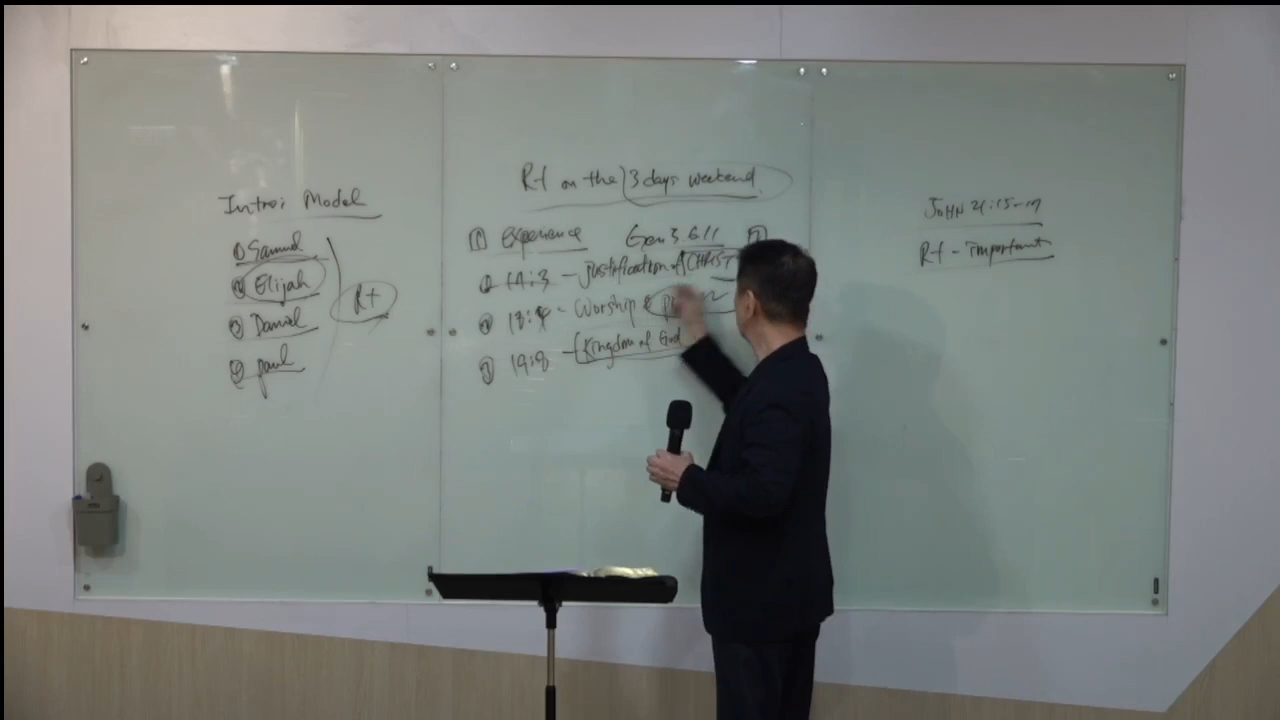 Intro: Model
① Samuel
② Elijah
③ Daniel
④ Paul
Rt
Rt on the 3 days weekend
1 Experience Gen 3 6 11
① 17:3 - Justification of CHRIST
② 18:4 - Worship &
③ 19:8 - Kingdom of God
JOHN 21:15-
Rt - important